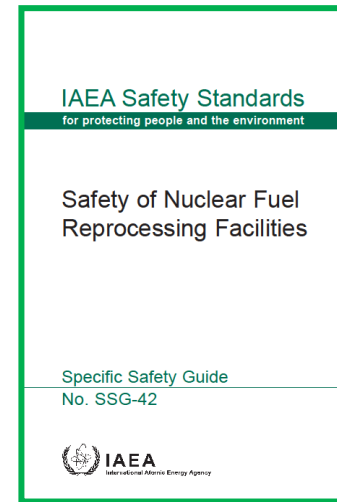 IAEA Safety Standards
for protecting people and the environment
Safety of Nuclear Fuel
Reprocessing Facilities
Specific Safety Guide
No. SSG-42
IAEA
International Atomic Energy Agency